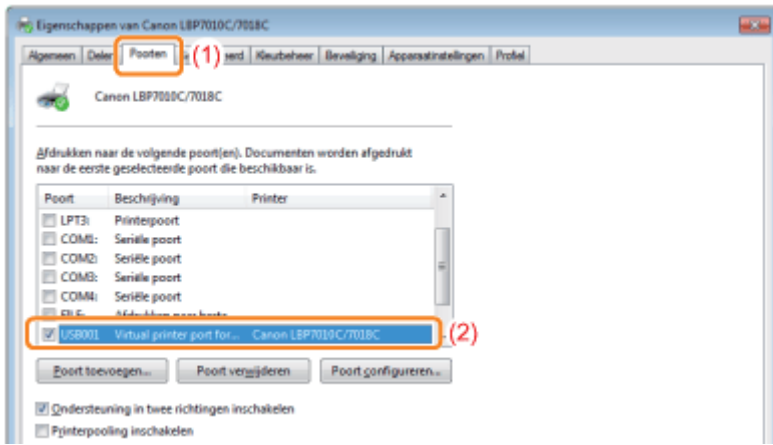 Eigenschappen van Canon LBP7010C/7018C
Algemeen Delen Poorten (1) Kleurbeheer Beveiliging Apparaatinstellingen Profiel
Canon LBP7010C/7018C
Afdrukken naar de volgende poort(en). Documenten worden afgedrukt
naar de eerste geselecteerde poort die beschikbaar is.
Poort Beschrijving Printer
LPT3: Printerpoort
COM1: Seriële poort
COM2: Seriële poort
COM3: Seriële poort
COM4: Seriële poort
USB001 Virtual printer port for... Canon LBP7010C/7018C (2)
Poort toevoegen... Poort verwijderen Poort configureren...
Ondersteuning in twee richtingen inschakelen
Printerpooling inschakelen